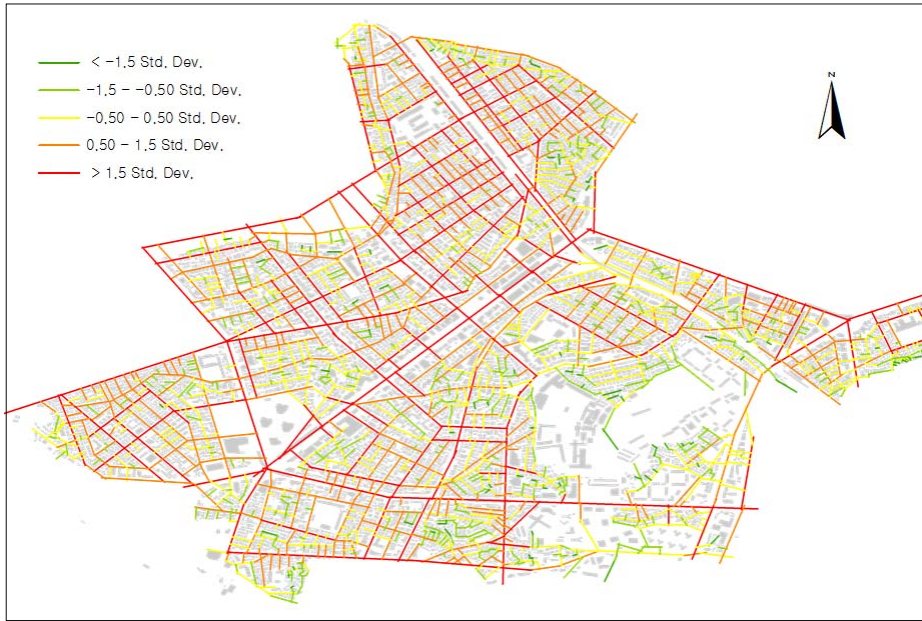 < -1,5 Std, Dev,
-1,5 - -0,50 Std, Dev,
-0,50 - 0,50 Std, Dev,
0,50 - 1,5 Std, Dev,
> 1,5 Std, Dev,
N